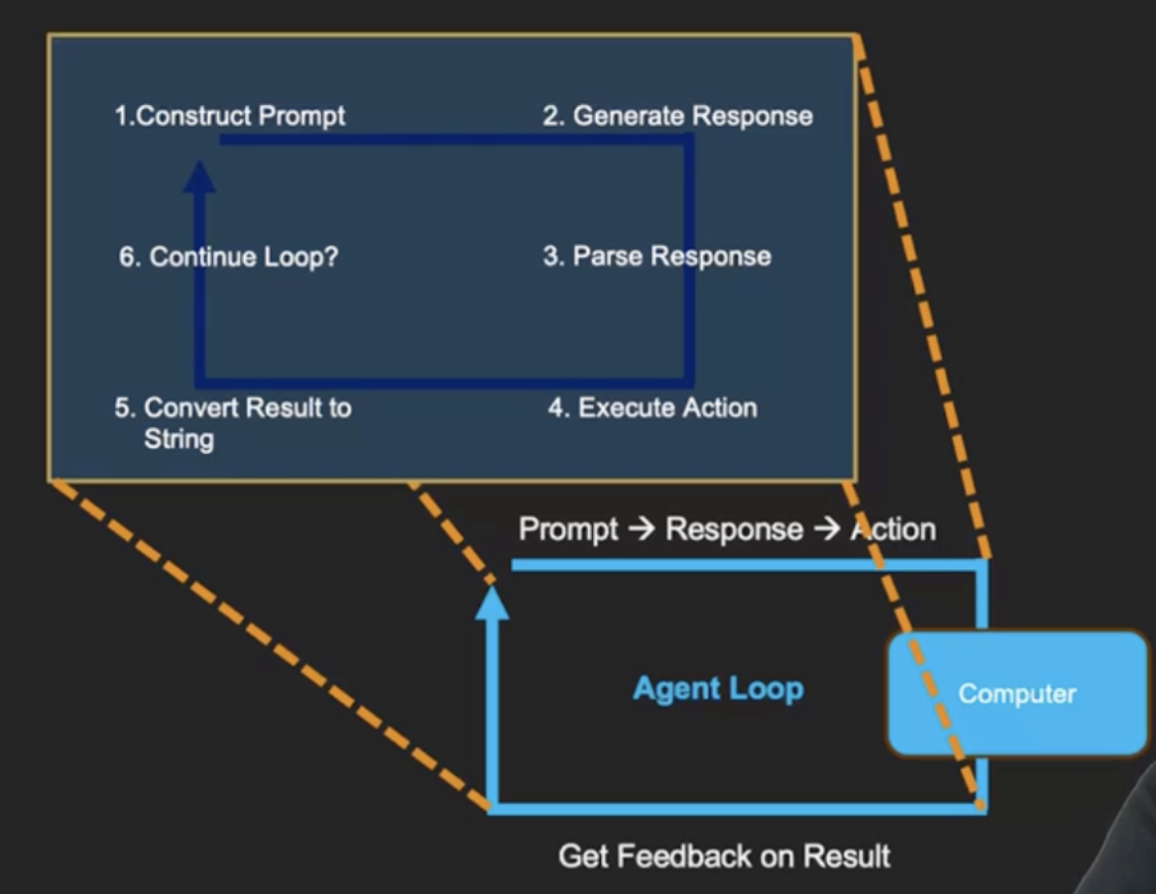 1.Construct Prompt
2. Generate Response
6. Continue Loop?
3. Parse Response
5. Convert Result to
String
4. Execute Action
Prompt → Response → Action
Agent Loop
Computer
Get Feedback on Result